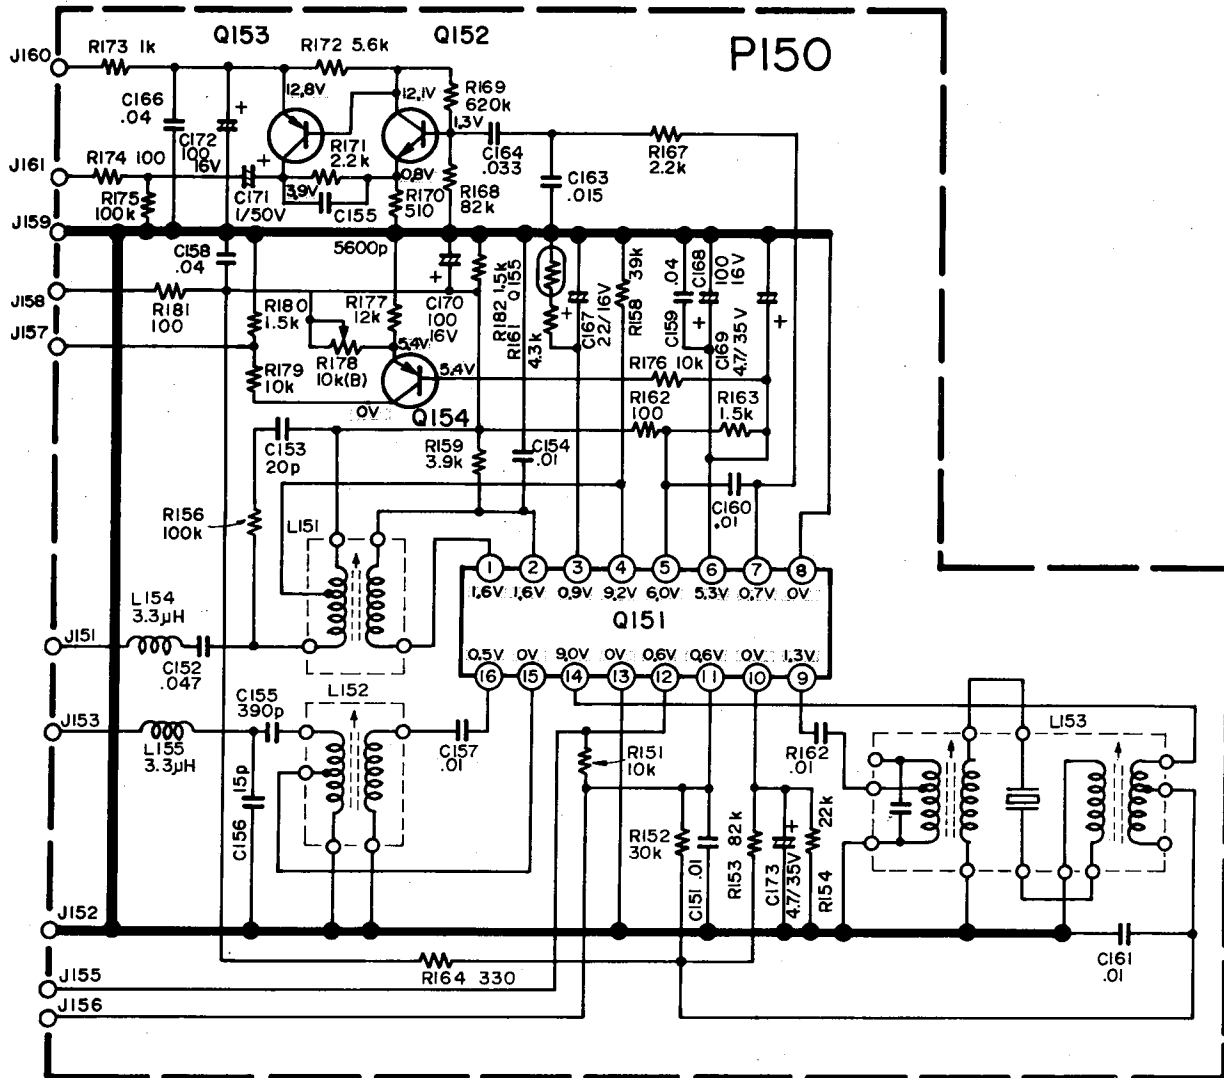 Q153
Q152
P150
J160
R173 1k
R172 5.6k
12,8V
12,1V
R169
620k
1.3V
C166
.04
C172
100
16V
+
R171
2.2k
C164
.033
R167
2.2k
C163
.015
J161
R174 100
+
R175
100k
C171
1/50V
3,9V
C155
0,8V
R170
510
R168
82k
J159
C158
.04
5600p
J158
R181
100
R180
1.5k
R177
12k
+
C170
100
16V
R182 1.5k
R161
Q155
4.3k
+
C167
22/16V
R158
39k
.04
C159
C168
100
16V
+
C169
4.7/35V
+
J157
R178
10k(B)
5,4V
5,4V
R176 10k
R179
10k
0V
Q154
R162
100
R163
1.5k
C153
20p
R159
3.9k
C154
.01
C160
.01
R156
100k
L151
1 2 3 4 5 6 7 8
1,6V 1,6V 0,9V 9,2V 6,0V 5,3V 0,7V 0V
Q151
0,5V 0V 9,0V 0V 0,6V 0,6V 0V 1,3V
16 15 14 13 12 11 10 9
L154
3.3μH
J151
C152
.047
L152
C155
390p
J153
L155
3.3μH
C157
.01
R151
10k
R162
.01
L153
C156
15p
R152
30k
C151 .01
R153 82k
C173
4.7/35V
+
R154
22k
J152
C161
.01
R164 330
J155
J156